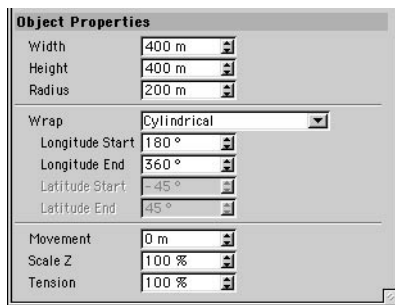 Object Properties
Width 400 m
Height 400 m
Radius 200 m
Wrap Cylindrical
Longitude Start 180 °
Longitude End 360 °
Latitude Start -45 °
Latitude End 45 °
Movement 0 m
Scale Z 100 %
Tension 100 %